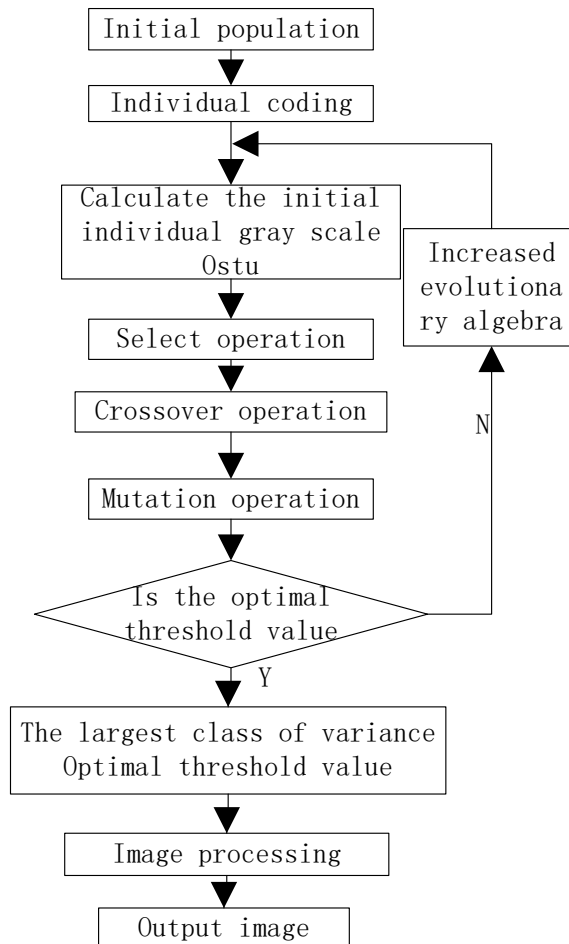 Initial population
Individual coding
Calculate the initial
individual gray scale
Ostu
Increased
evolutiona
ry algebra
Select operation
Crossover operation
N
Mutation operation
Is the optimal
threshold value
Y
The largest class of variance
Optimal threshold value
Image processing
Output image